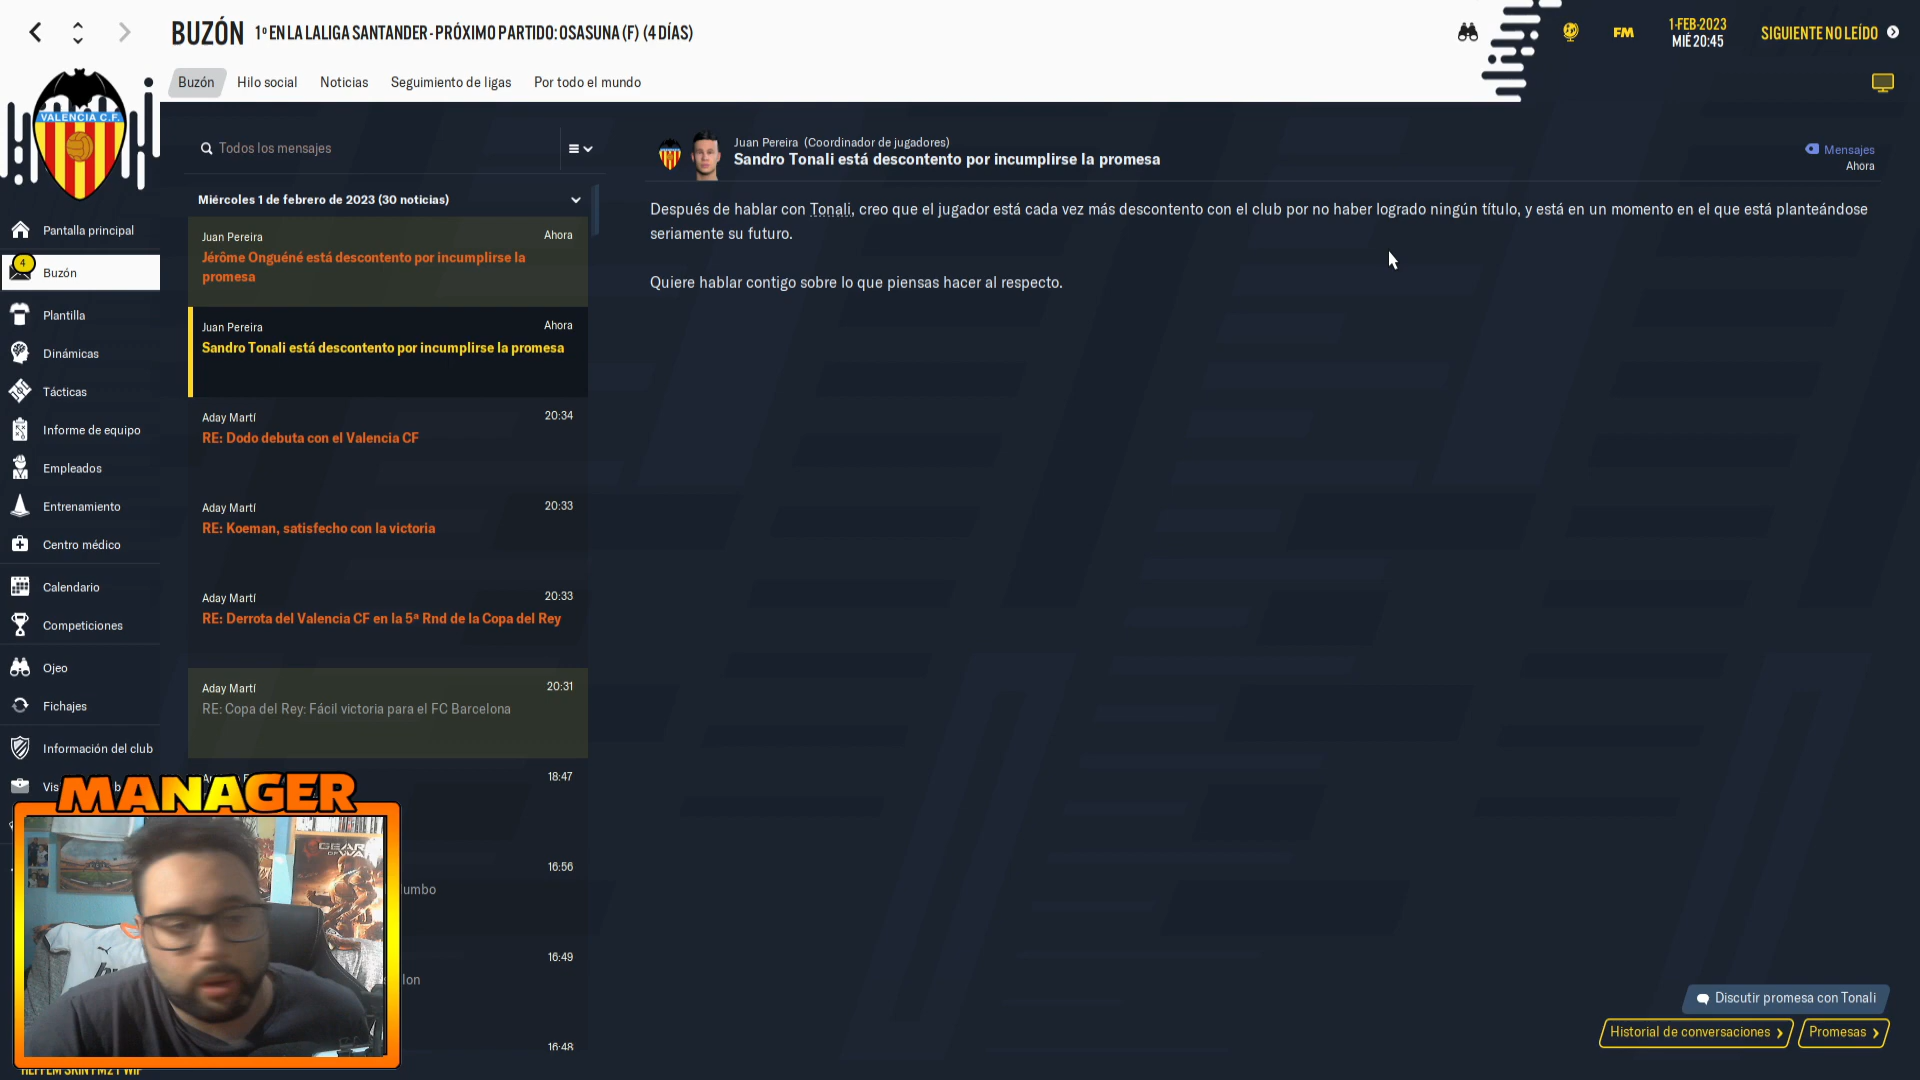 BUZÓN
1º EN LA LALIGA SANTANDER - PRÓXIMO PARTIDO: OSASUNA (F) (4 DÍAS)
FM
1-FEB-2023
MIÉ 20:45
SIGUIENTE NO LEÍDO
Buzón
Hilo social
Noticias
Seguimiento de ligas
Por todo el mundo
VALENCIA C.F.
Pantalla principal
4
Buzón
Plantilla
Dinámicas
Tácticas
Informe de equipo
Empleados
Entrenamiento
Centro médico
Calendario
Competiciones
Ojeo
Fichajes
Información del club
Todos los mensajes
Miércoles 1 de febrero de 2023 (30 noticias)
Juan Pereira
Ahora
Jérôme Onguéné está descontento por incumplirse la
promesa
Juan Pereira
Ahora
Sandro Tonali está descontento por incumplirse la promesa
Aday Martí
20:34
RE: Dodo debuta con el Valencia CF
Aday Martí
20:33
RE: Koeman, satisfecho con la victoria
Aday Martí
20:33
RE: Derrota del Valencia CF en la 5ª Rnd de la Copa del Rey
Aday Martí
20:31
RE: Copa del Rey: Fácil victoria para el FC Barcelona
18:47
16:56
umbo
16:49
lon
16:48
MANAGER
GEARS
OF WAR
Juan Pereira (Coordinador de jugadores)
Sandro Tonali está descontento por incumplirse la promesa
Mensajes
Ahora
Después de hablar con Tonali, creo que el jugador está cada vez más descontento con el club por no haber logrado ningún título, y está en un momento en el que está planteándose
seriamente su futuro.
Quiere hablar contigo sobre lo que piensas hacer al respecto.
Discutir promesa con Tonali
Historial de conversaciones
Promesas